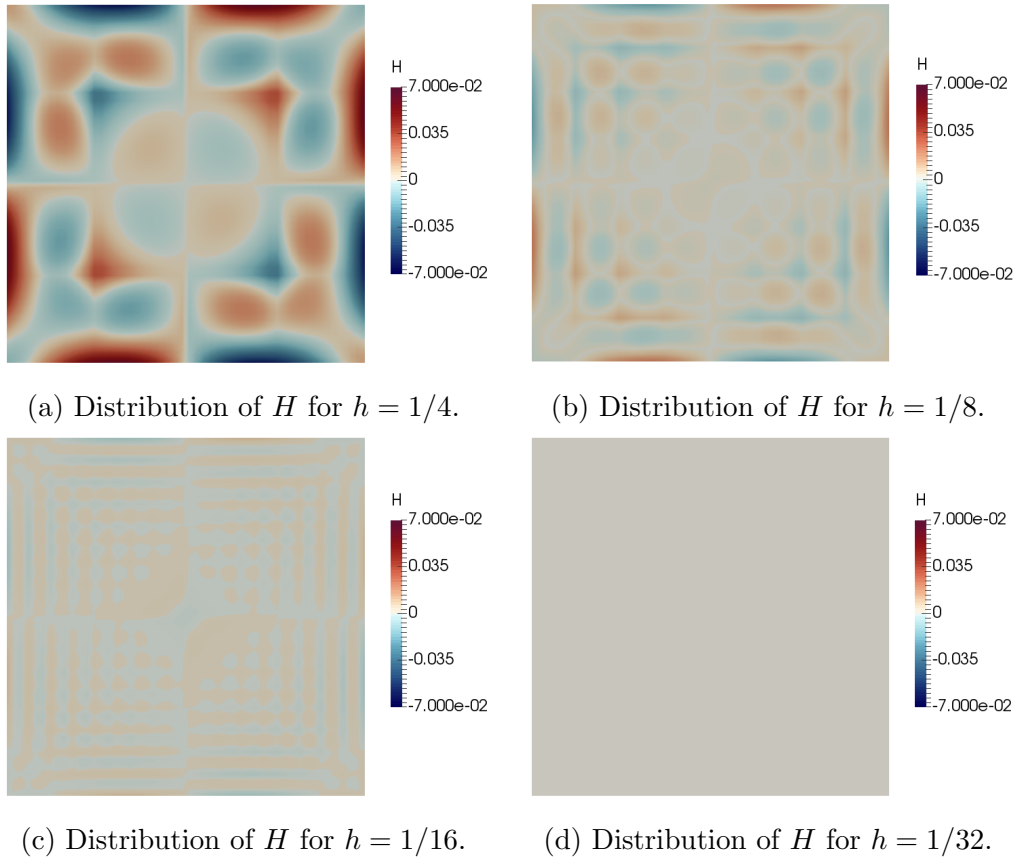 H
7.000e-02
0.035
0
-0.035
-7.000e-02
H
7.000e-02
0.035
0
-0.035
-7.000e-02
(a) Distribution of H for h = 1/4.
(b) Distribution of H for h = 1/8.
H
7.000e-02
0.035
0
-0.035
-7.000e-02
H
7.000e-02
0.035
0
-0.035
-7.000e-02
(c) Distribution of H for h = 1/16.
(d) Distribution of H for h = 1/32.